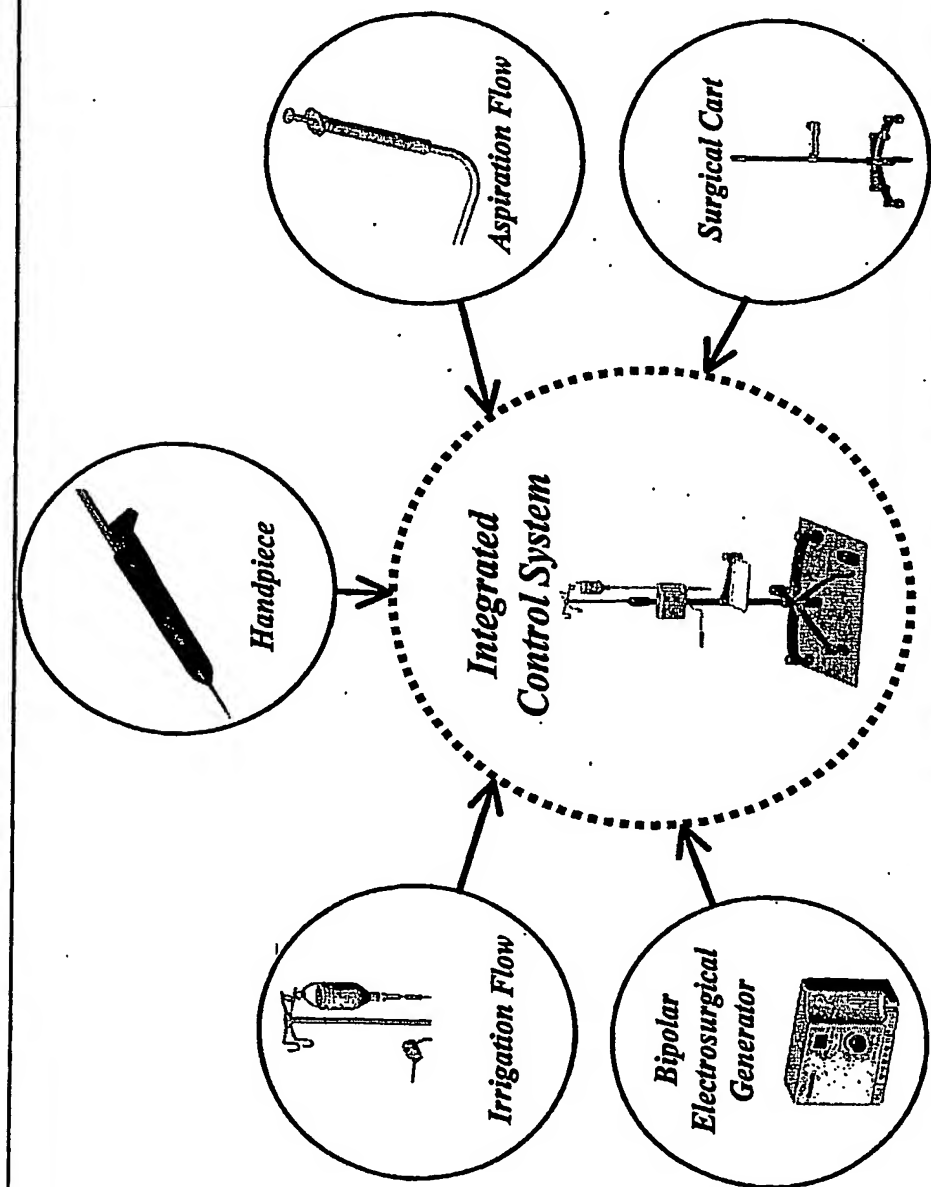 Handpiece
Irrigation Flow
Aspiration Flow
Integrated
Control System
Bipolar
Electrosurgical
Generator
Surgical Cart